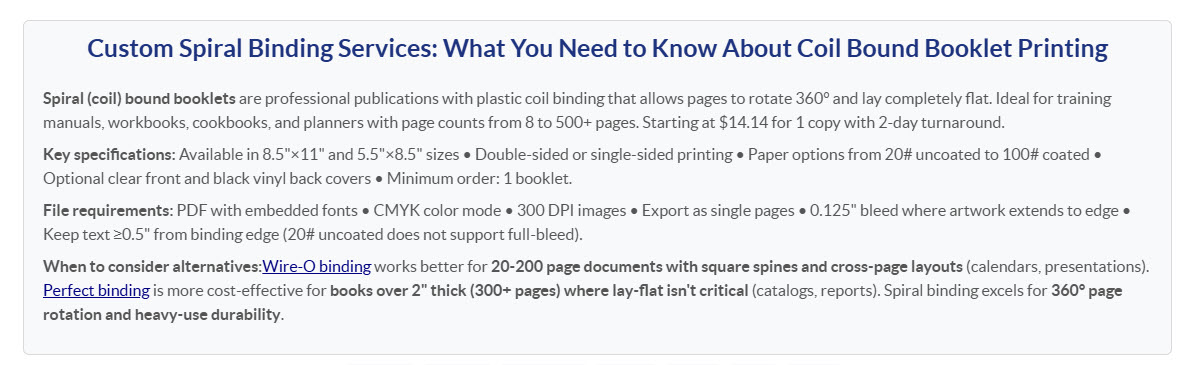 Custom Spiral Binding Services: What You Need to Know About Coil Bound Booklet Printing
Spiral (coil) bound booklets are professional publications with plastic coil binding that allows pages to rotate 360° and lay completely flat. Ideal for training
manuals, workbooks, cookbooks, and planners with page counts from 8 to 500+ pages. Starting at $14.14 for 1 copy with 2-day turnaround.
Key specifications: Available in 8.5"×11" and 5.5"×8.5" sizes • Double-sided or single-sided printing • Paper options from 20# uncoated to 100# coated •
Optional clear front and black vinyl back covers • Minimum order: 1 booklet.
File requirements: PDF with embedded fonts • CMYK color mode • 300 DPI images • Export as single pages • 0.125" bleed where artwork extends to edge •
Keep text ≥0.5" from binding edge (20# uncoated does not support full-bleed).
When to consider alternatives:Wire-O binding works better for 20-200 page documents with square spines and cross-page layouts (calendars, presentations).
Perfect binding is more cost-effective for books over 2" thick (300+ pages) where lay-flat isn't critical (catalogs, reports). Spiral binding excels for 360° page
rotation and heavy-use durability.